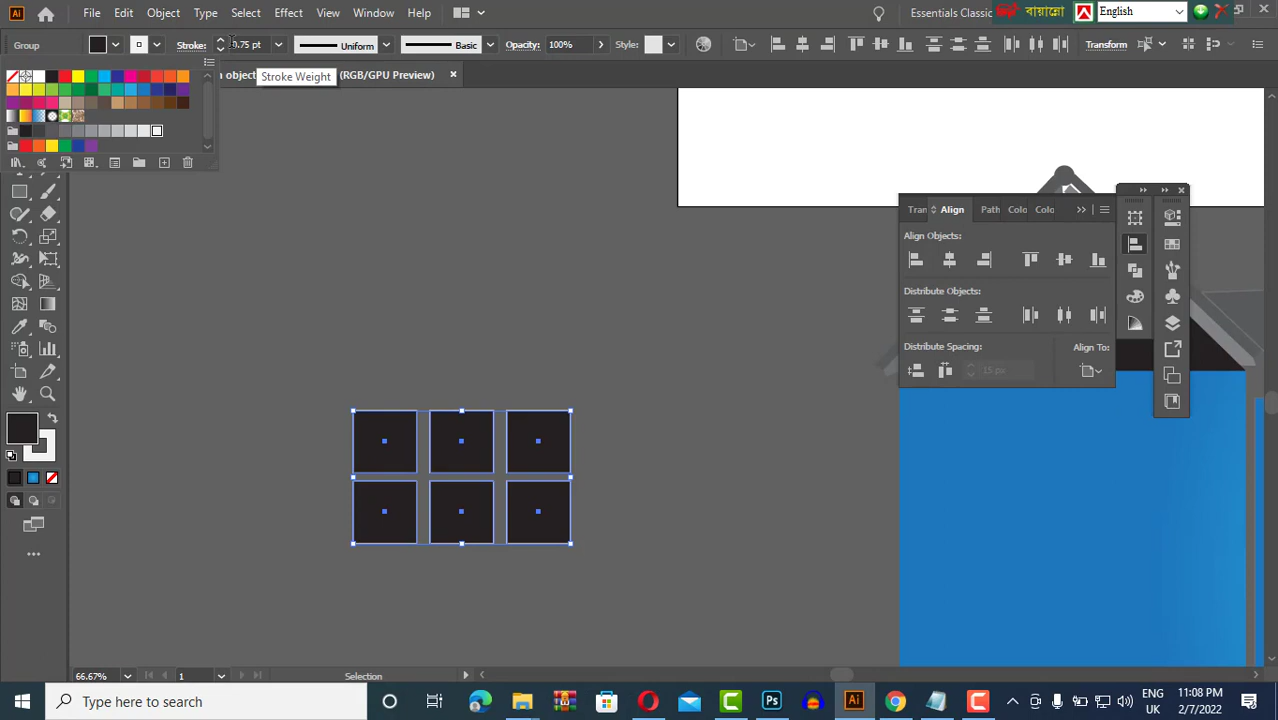 File Edit Object Type Select Effect View Window Help
Essentials Classic
বায়ান্নো
English
Group
Stroke:
0.75 pt
Uniform
Basic
Opacity:
100%
Style:
Transform
Stroke Weight
(RGB/GPU Preview)
Align
Path
Colo
Colo
Align Objects:
Distribute Objects:
Distribute Spacing:
Align To:
15 px
66.67%
1
Selection
Type here to search
ENG
UK
11:08 PM
2/7/2022